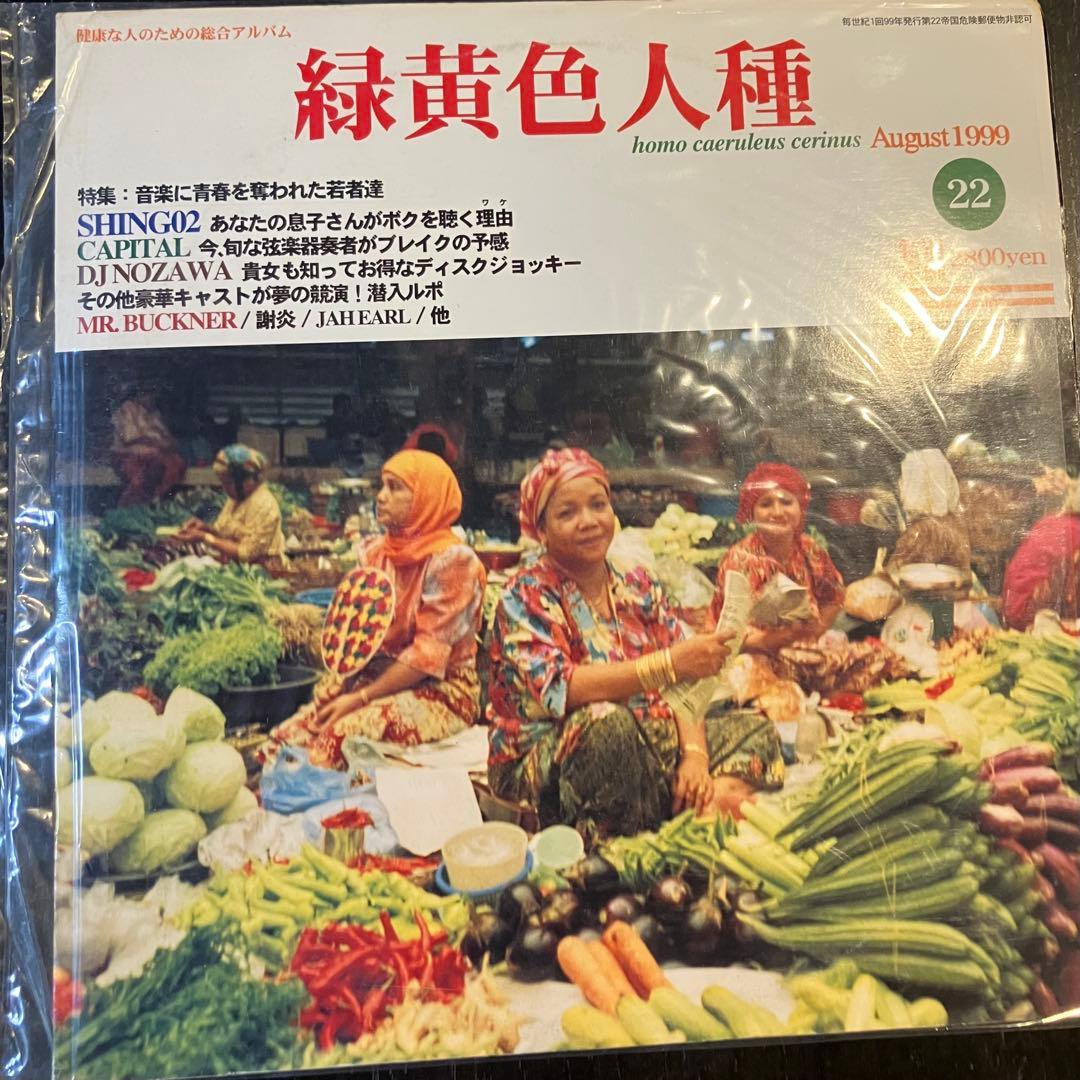 健康な人のための総合アルバム
毎世紀1回99年発行第22帝国危険郵便物非認可
緑黄色人種
homo caeruleus cerinus August 1999
22
2800yen
特集：音楽に青春を奪われた若者達
ワケ
SHING02 あなたの息子さんがボクを聴く理由
CAPITAL 今、旬な弦楽器奏者がブレイクの予感
DJ NOZAWA 貴女も知ってお得なディスクジョッキー
その他豪華キャストが夢の競演！潜入ルポ
MR. BUCKNER / 謝炎 / JAH EARL / 他